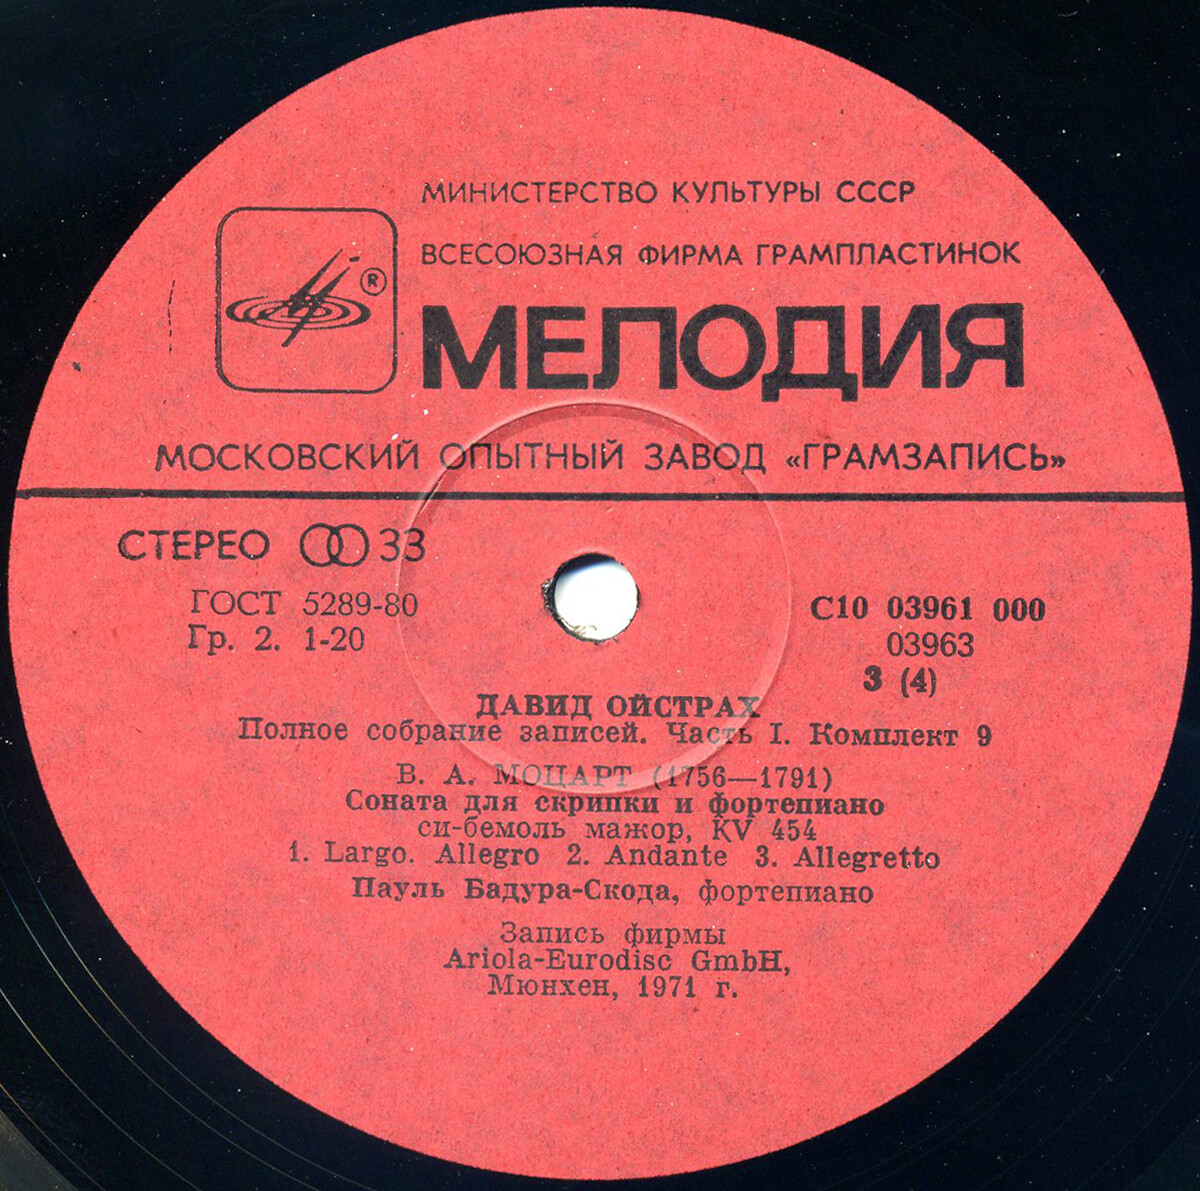 МИНИСТЕРСТВО КУЛЬТУРЫ СССР
ВСЕСОЮЗНАЯ ФИРМА ГРАМПЛАСТИНОК
®
МЕЛОДИЯ
МОСКОВСКИЙ ОПЫТНЫЙ ЗАВОД «ГРАМЗАПИСЬ»
СТЕРЕО 33
ГОСТ 5289-80
Гр. 2. 1-20
С10 03961 000
03963
3 (4)
ДАВИД ОЙСТРАХ
Полное собрание записей. Часть I. Комплект 9
В. А. МОЦАРТ (1756—1791)
Соната для скрипки и фортепиано
си-бемоль мажор, KV 454
1. Largo. Allegro 2. Andante 3. Allegretto
Пауль Бадура-Скода, фортепиано
Запись фирмы
Ariola-Eurodisc GmbH,
Мюнхен, 1971 г.